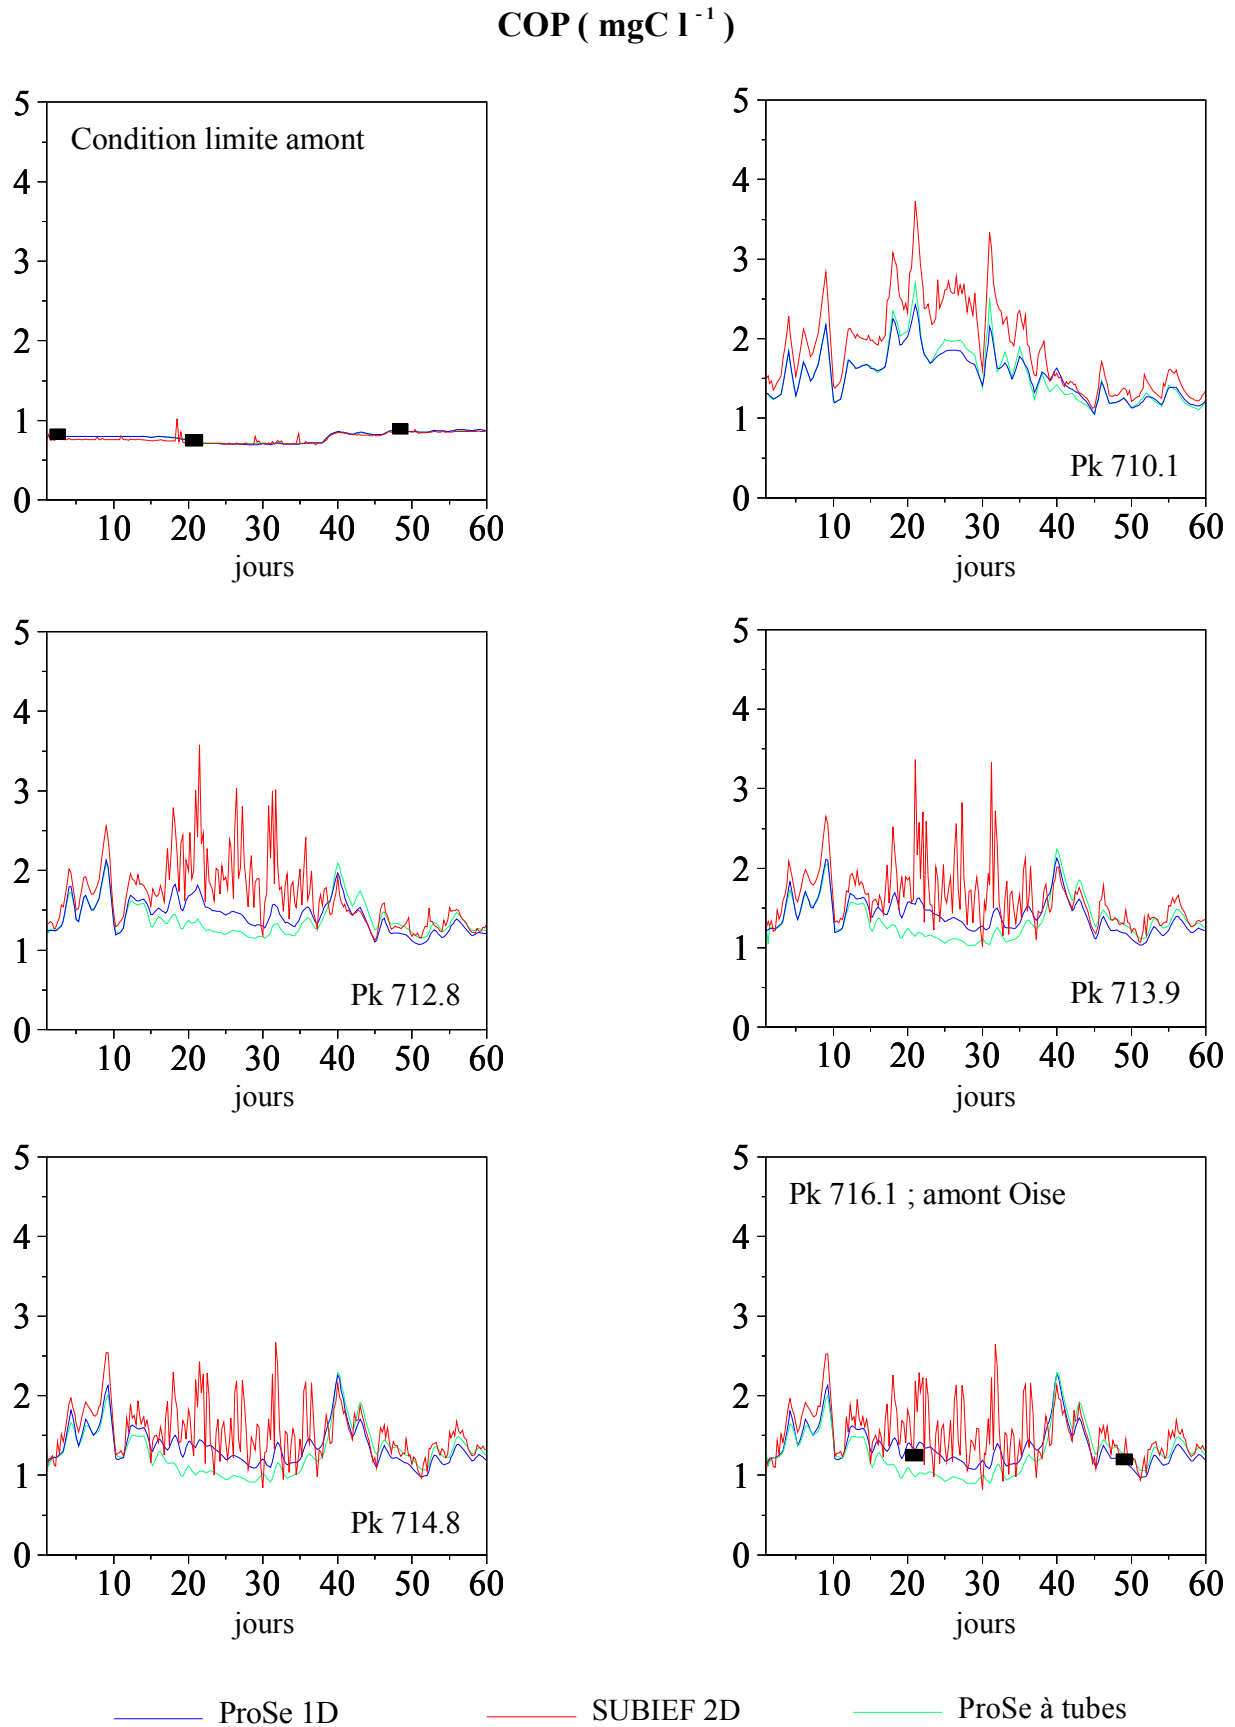 COP ( mgC l⁻¹ )
5
4
3
2
1
0
Condition limite amont
10 20 30 40 50 60
jours
5
4
3
2
1
0
Pk 710.1
10 20 30 40 50 60
jours
5
4
3
2
1
0
Pk 712.8
10 20 30 40 50 60
jours
5
4
3
2
1
0
Pk 713.9
10 20 30 40 50 60
jours
5
4
3
2
1
0
Pk 714.8
10 20 30 40 50 60
jours
5
4
3
2
1
0
Pk 716.1 ; amont Oise
10 20 30 40 50 60
jours
ProSe 1D SUBIEF 2D ProSe à tubes